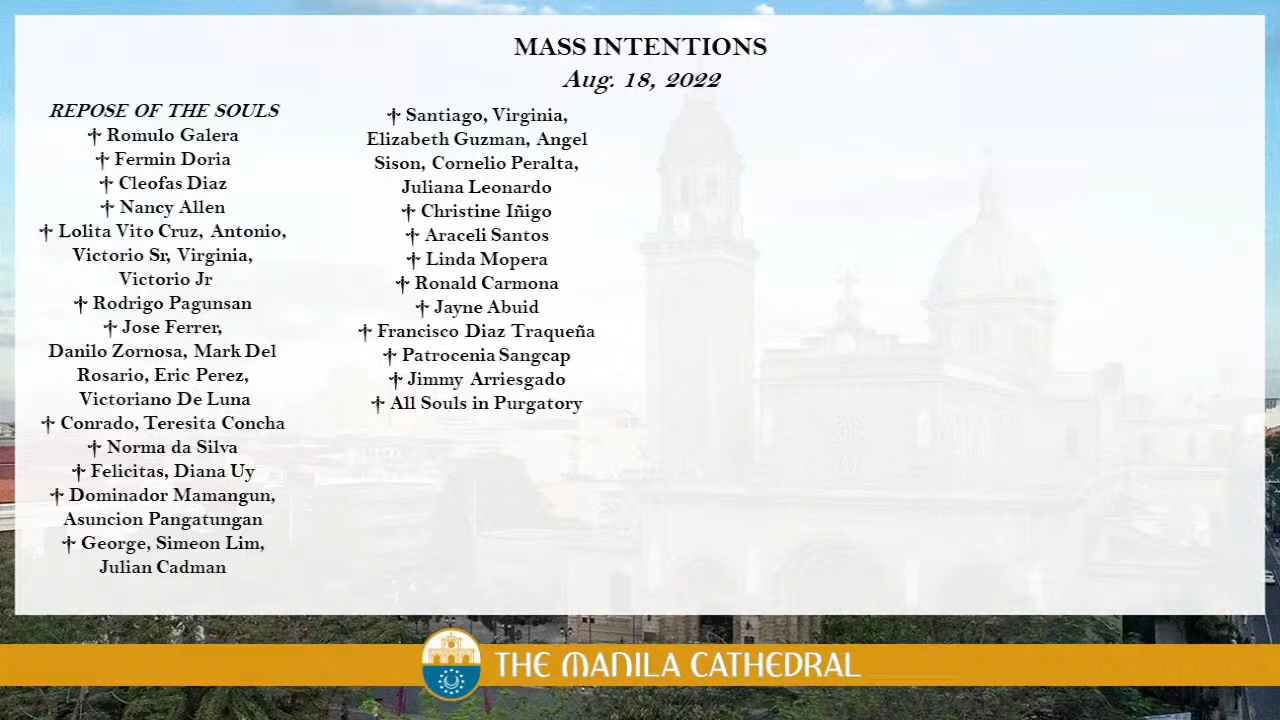 MASS INTENTIONS
Aug. 18, 2022
REPOSE OF THE SOULS
✝ Romulo Galera
✝ Fermin Doria
✝ Cleofas Diaz
✝ Nancy Allen
✝ Lolita Vito Cruz, Antonio,
Victorio Sr, Virginia,
Victorio Jr
✝ Rodrigo Pagunsan
✝ Jose Ferrer,
Danilo Zornosa, Mark Del
Rosario, Eric Perez,
Victoriano De Luna
✝ Conrado, Teresita Concha
✝ Norma da Silva
✝ Felicitas, Diana Uy
✝ Dominador Mamangun,
Asuncion Pangatungan
✝ George, Simeon Lim,
Julian Cadman
✝ Santiago, Virginia,
Elizabeth Guzman, Angel
Sison, Cornelio Peralta,
Juliana Leonardo
✝ Christine Iñigo
✝ Araceli Santos
✝ Linda Mopera
✝ Ronald Carmona
✝ Jayne Abuid
✝ Francisco Diaz Traqueña
✝ Patrocenia Sangcap
✝ Jimmy Arriesgado
✝ All Souls in Purgatory
THE MANILA CATHEDRAL